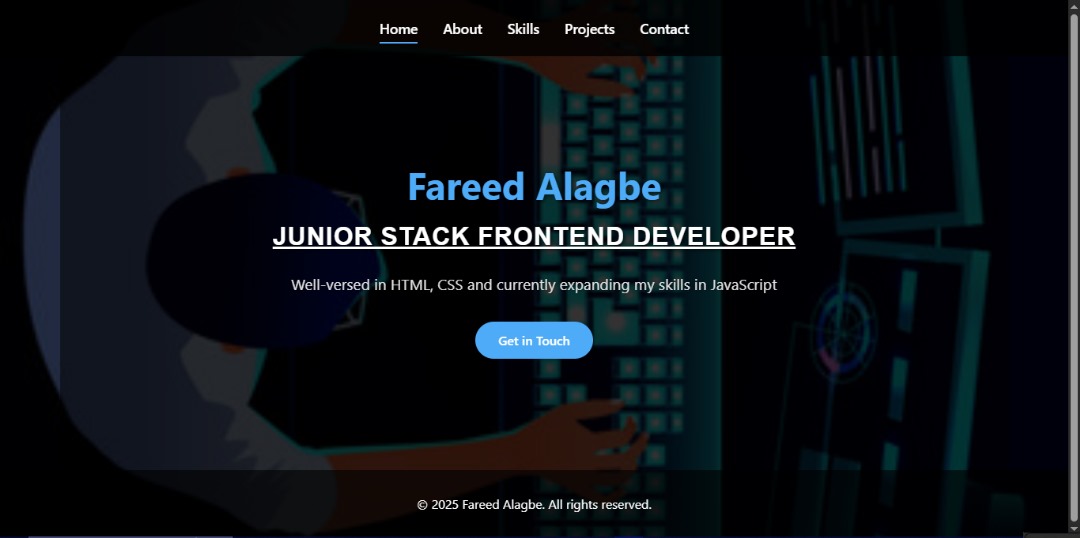 Home About Skills Projects Contact
Fareed Alagbe
JUNIOR STACK FRONTEND DEVELOPER
Well-versed in HTML, CSS and currently expanding my skills in JavaScript
Get in Touch
© 2025 Fareed Alagbe. All rights reserved.